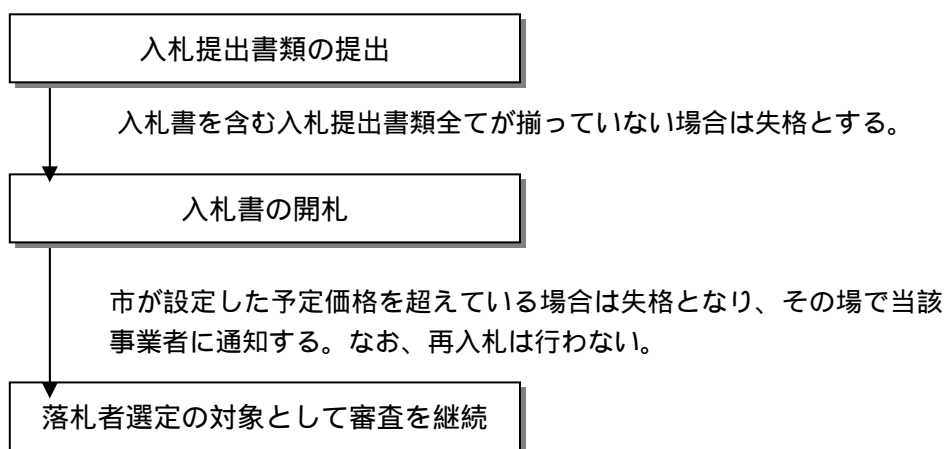 入札提出書類の提出
入札書を含む入札提出書類全てが揃っていない場合は失格とする。
入札書の開札
市が設定した予定価格を超えている場合は失格となり、その場で当該
事業者に通知する。なお、再入札は行わない。
落札者選定の対象として審査を継続